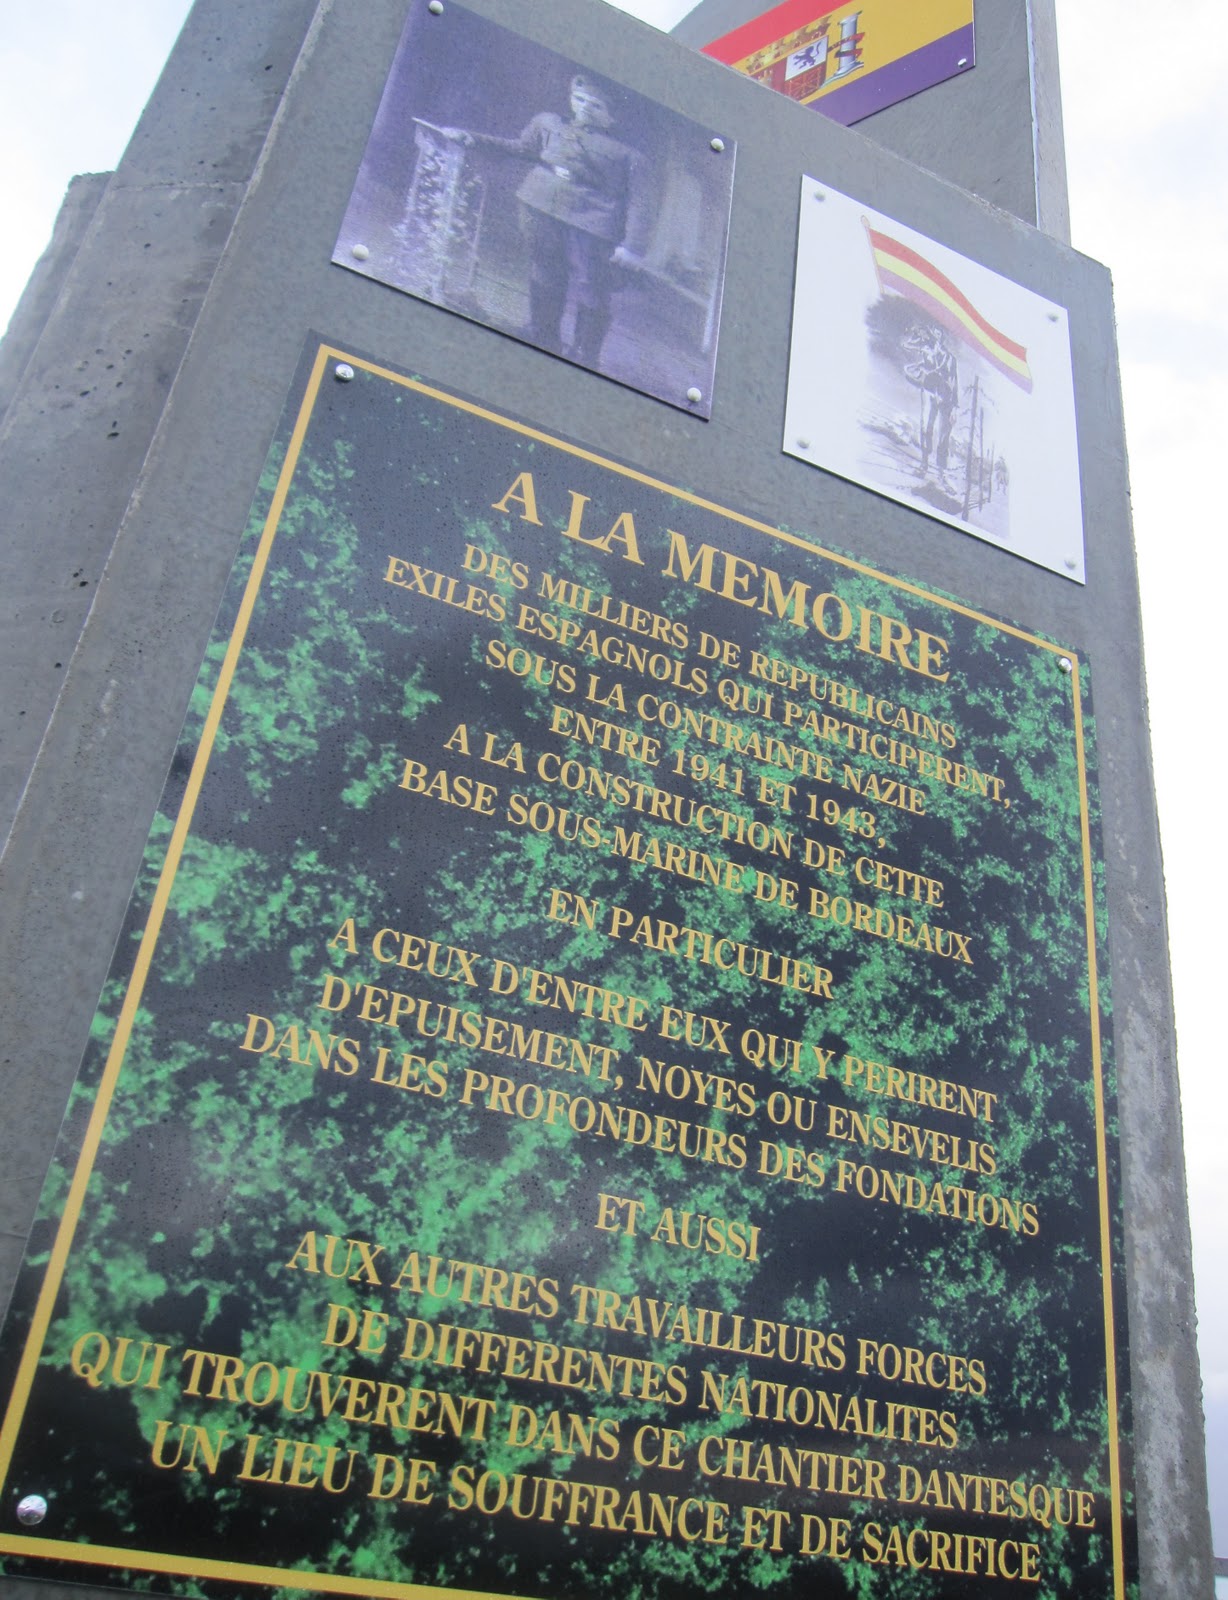 A LA MEMOIRE
DES MILLIERS DE REPUBLICAINS
EXILES ESPAGNOLS QUI PARTICIPERENT,
SOUS LA CONTRAINTE NAZIE
ENTRE 1941 ET 1943,
A LA CONSTRUCTION DE CETTE
BASE SOUS-MARINE DE BORDEAUX
EN PARTICULIER
A CEUX D'ENTRE EUX QUI Y PERIRENT
D'EPUISEMENT, NOYES OU ENSEVELIS
DANS LES PROFONDEURS DES FONDATIONS
ET AUSSI
AUX AUTRES TRAVAILLEURS FORCES
DE DIFFERENTES NATIONALITES
QUI TROUVERENT DANS CE CHANTIER DANTESQUE
UN LIEU DE SOUFFRANCE ET DE SACRIFICE